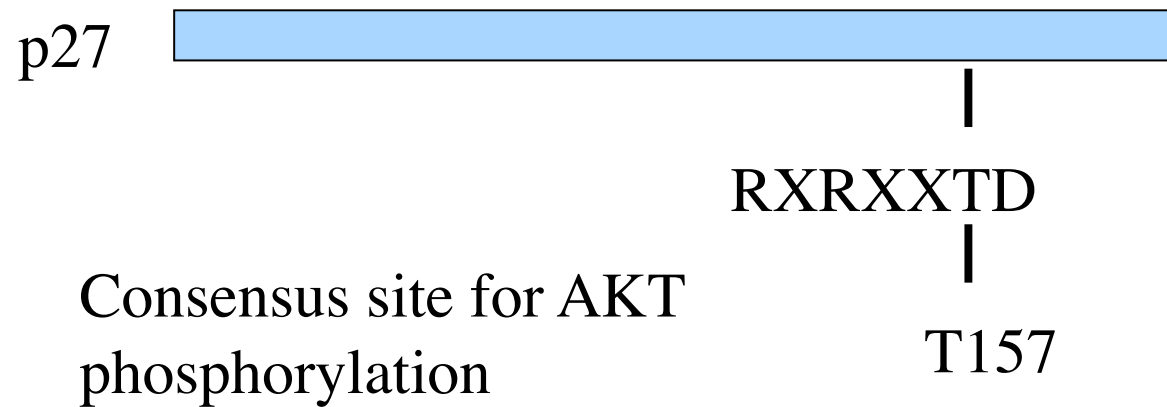 p27
RXRXXTD
Consensus site for AKT
phosphorylation
T157